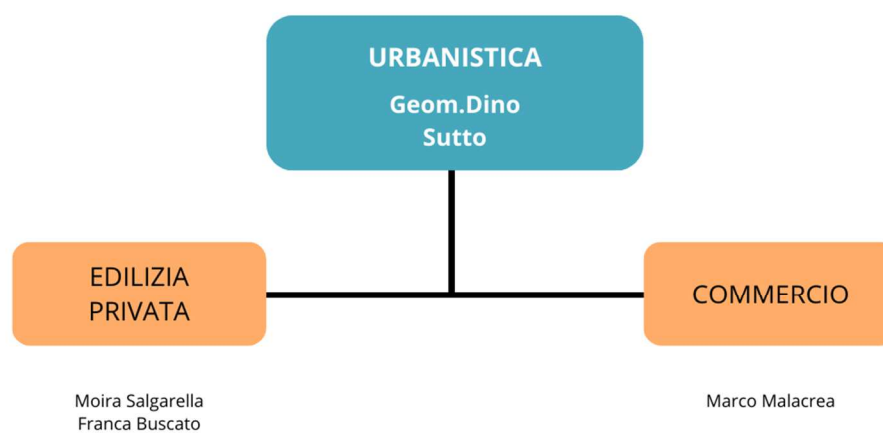 URBANISTICA
Geom.Dino
Sutto
EDILIZIA
PRIVATA
COMMERCIO
Moira Salgarella
Franca Buscato
Marco Malacrea